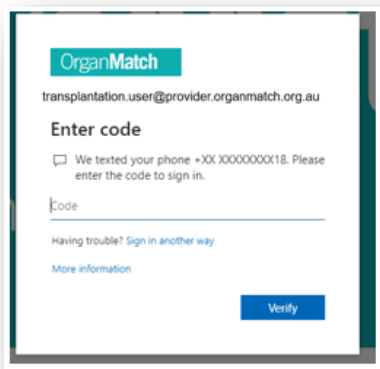 OrganMatch
transplantation.user@provider.organmatch.org.au
Enter code
We texted your phone +XX XXXXXXXX18. Please
enter the code to sign in.
Code
Having trouble? Sign in another way
More information
Verify